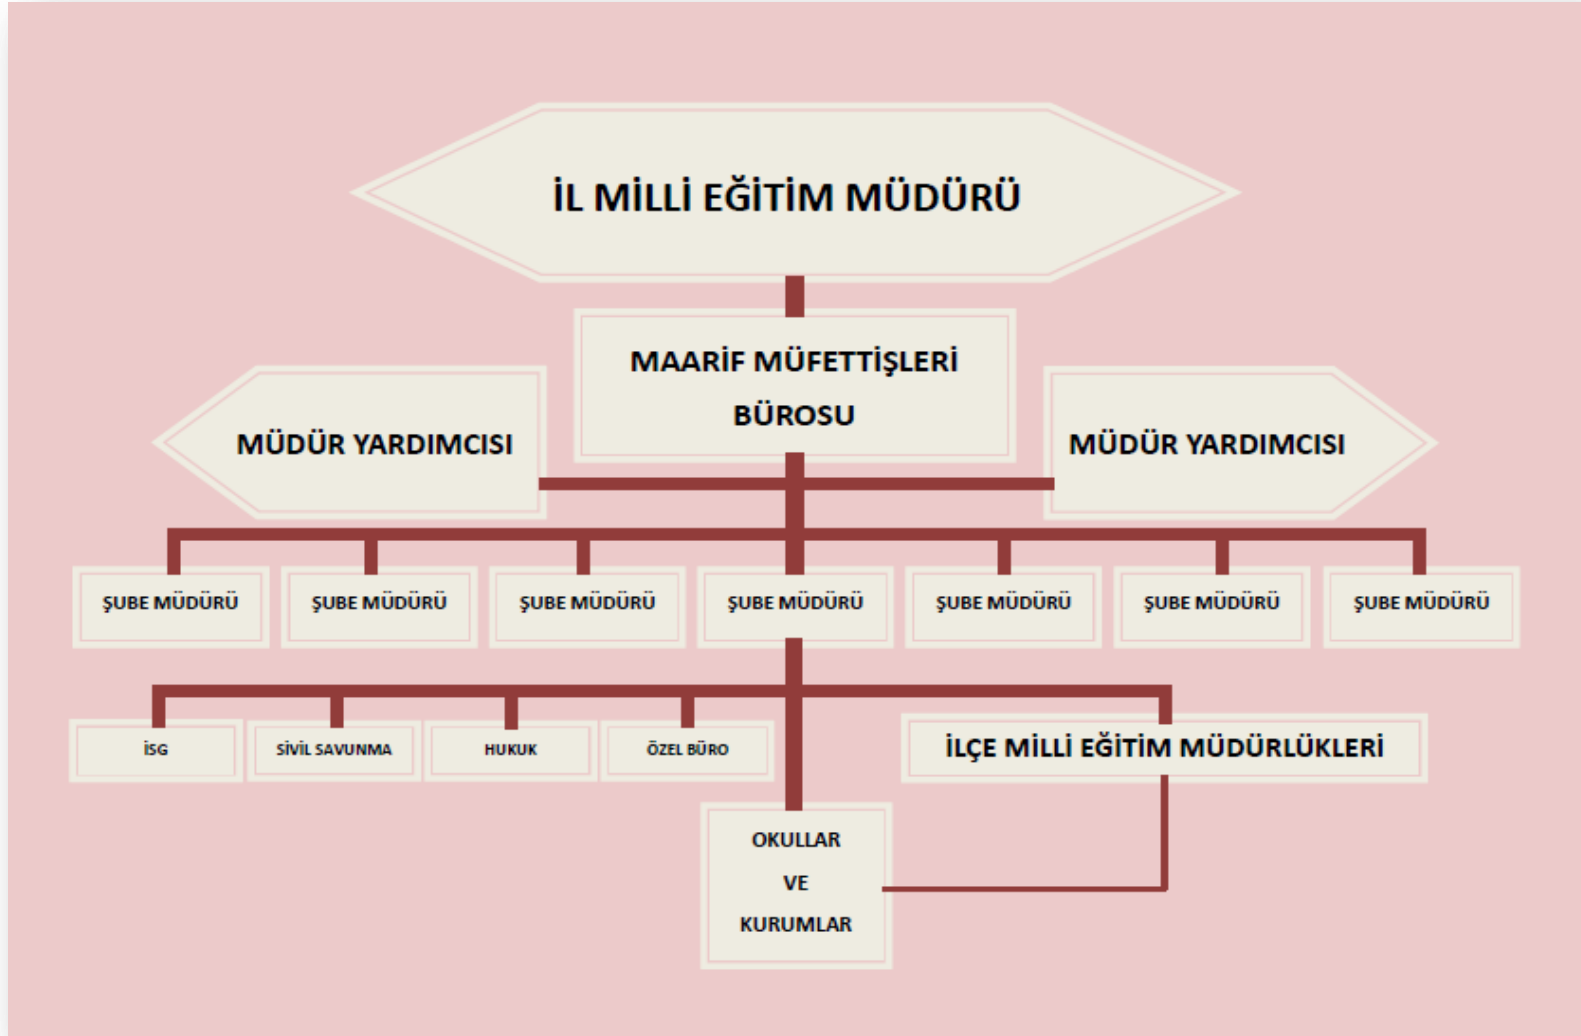 İL MİLLİ EĞİTİM MÜDÜRÜ
MAARİF MÜFETTİŞLERİ
BÜROSU
MÜDÜR YARDIMCISI
MÜDÜR YARDIMCISI
ŞUBE MÜDÜRÜ
ŞUBE MÜDÜRÜ
ŞUBE MÜDÜRÜ
ŞUBE MÜDÜRÜ
ŞUBE MÜDÜRÜ
ŞUBE MÜDÜRÜ
ŞUBE MÜDÜRÜ
İSG
SİVİL SAVUNMA
HUKUK
ÖZEL BÜRO
İLÇE MİLLİ EĞİTİM MÜDÜRLÜKLERİ
OKULLAR
VE
KURUMLAR